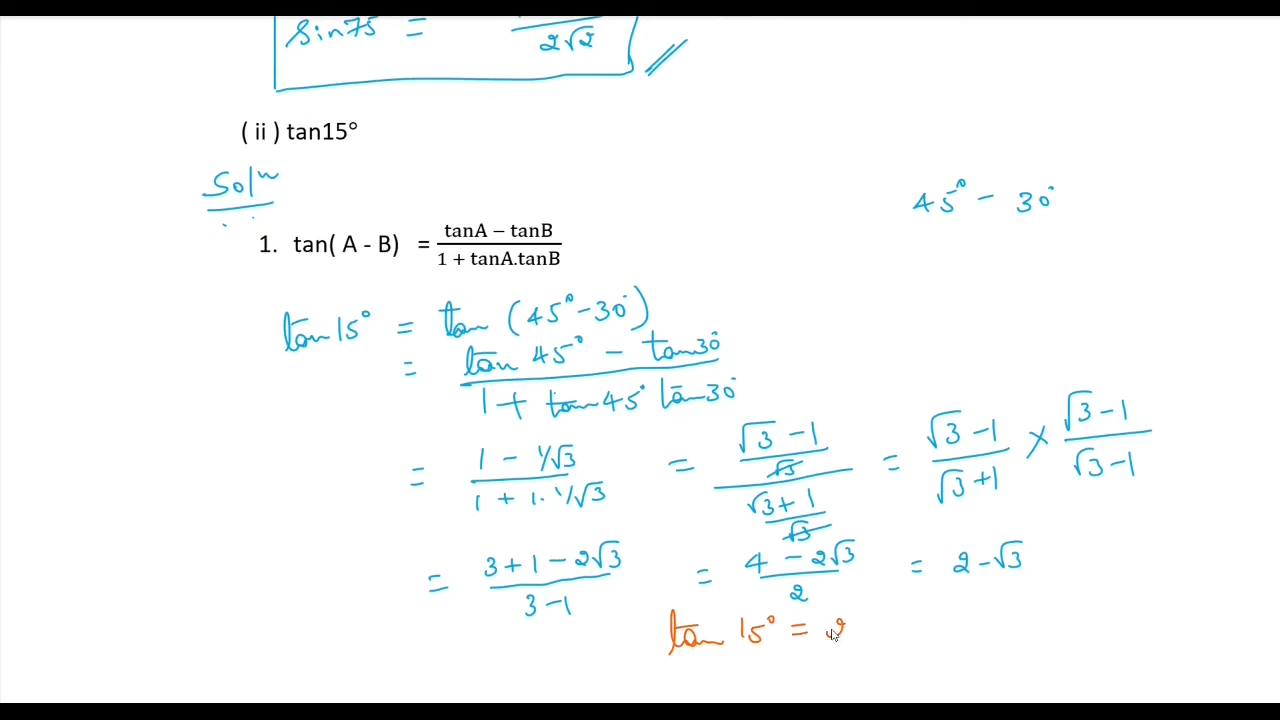 sin75 = 2√2
( ii ) tan15°
Soln
45° - 30°
1. tan( A - B) = tanA − tanB / 1 + tanA.tanB
tan 15° = tan (45° - 30°)
= tan 45° - tan30° / 1 + tan45° tan30°
= 1 - 1/√3 / 1 + 1. 1/√3 = √3 - 1 / √3 / √3 + 1 / √3 = √3 - 1 / √3 + 1 × √3 - 1 / √3 - 1
= 3 + 1 - 2√3 / 3 - 1 = 4 - 2√3 / 2 = 2 - √3
tan 15° = 2